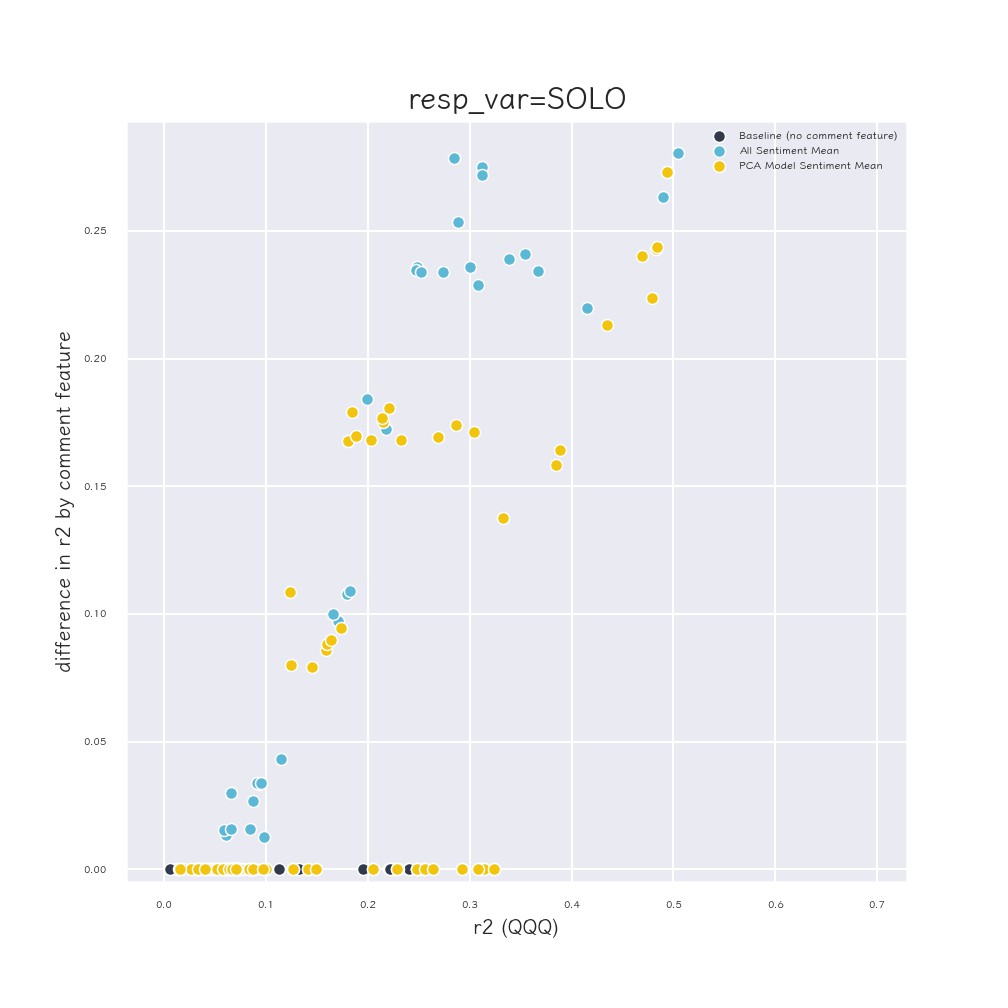 resp_var=SOLO
Baseline (no comment feature)
All Sentiment Mean
PCA Model Sentiment Mean
difference in r2 by comment feature
0.25
0.20
0.15
0.10
0.05
0.00
0.0 0.1 0.2 0.3 0.4 0.5 0.6 0.7
r2 (QQQ)